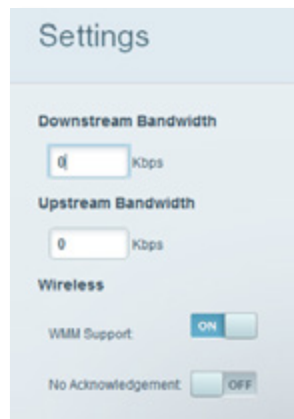 Settings
Downstream Bandwidth
0 Kbps
Upstream Bandwidth
0 Kbps
Wireless
WMM Support ON
No Acknowledgement OFF